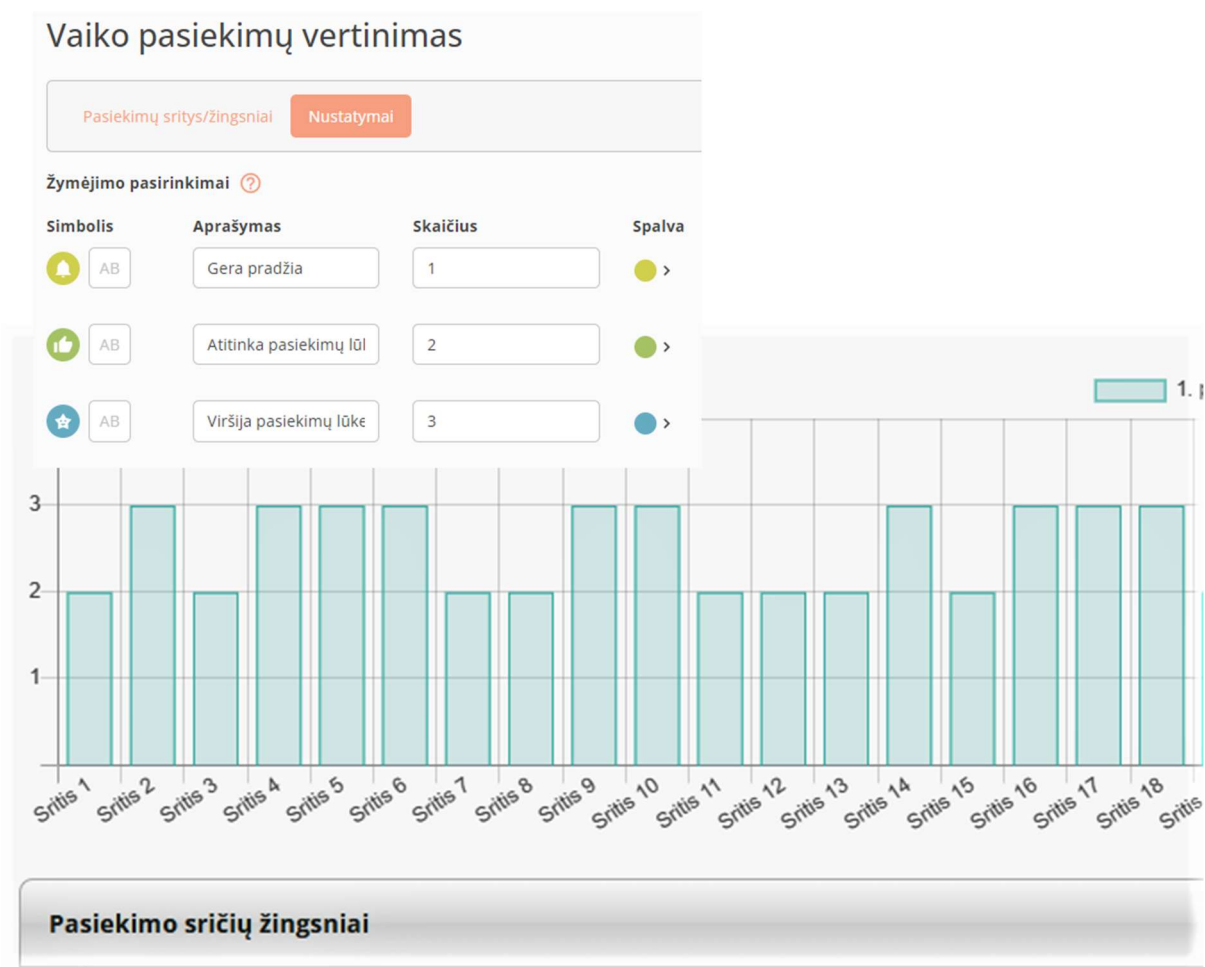 Vaiko pasiekimų vertinimas
Pasiekimų sritys/žingsniai Nustatymai
Žymėjimo pasirinkimai ?
Simbolis Aprašymas Skaičius Spalva
AB Gera pradžia 1
AB Atitinka pasiekimų lūl 2
AB Viršija pasiekimų lūke 3
1.
3
2
1
Sritis 1 Sritis 2 Sritis 3 Sritis 4 Sritis 5 Sritis 6 Sritis 7 Sritis 8 Sritis 9 Sritis 10 Sritis 11 Sritis 12 Sritis 13 Sritis 14 Sritis 15 Sritis 16 Sritis 17 Sritis 18 Sritis
Pasiekimo sričių žingsniai